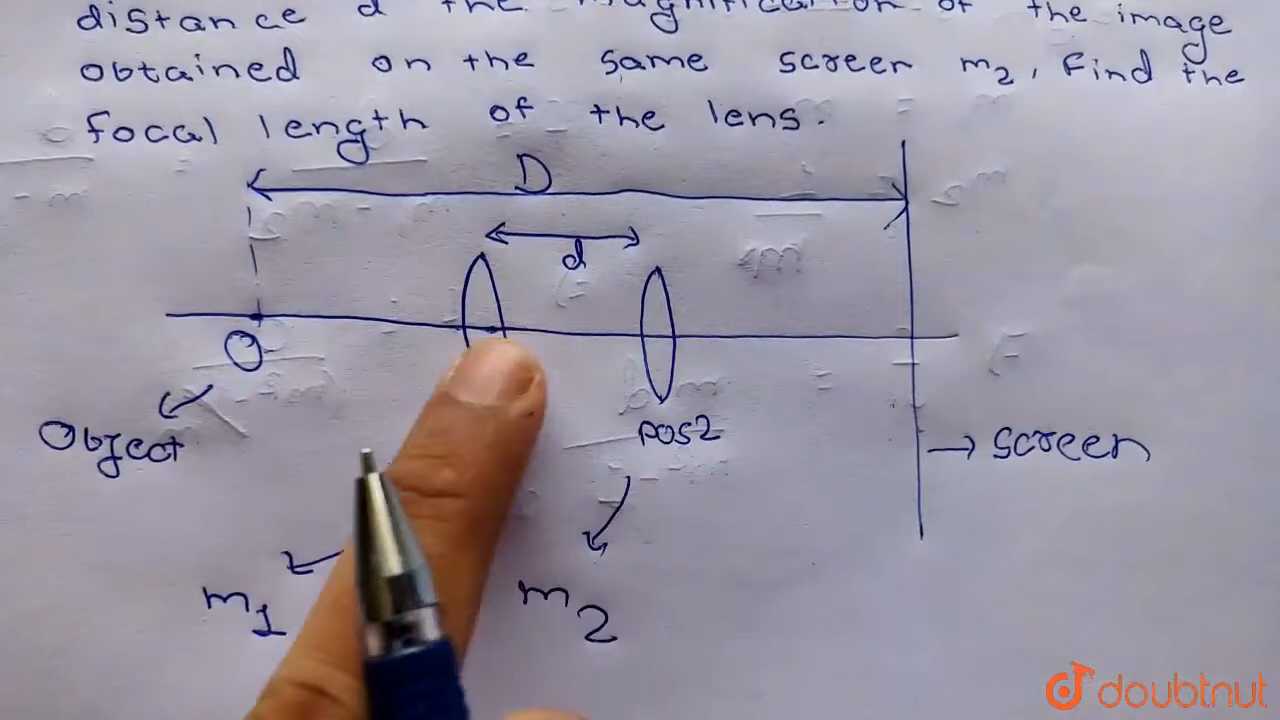 distance d the magnification of the image
obtained on the same screen m2, Find the
focal length of the lens.
D
d
O
Object
pos2
→ screen
m1
m2
doubtnut